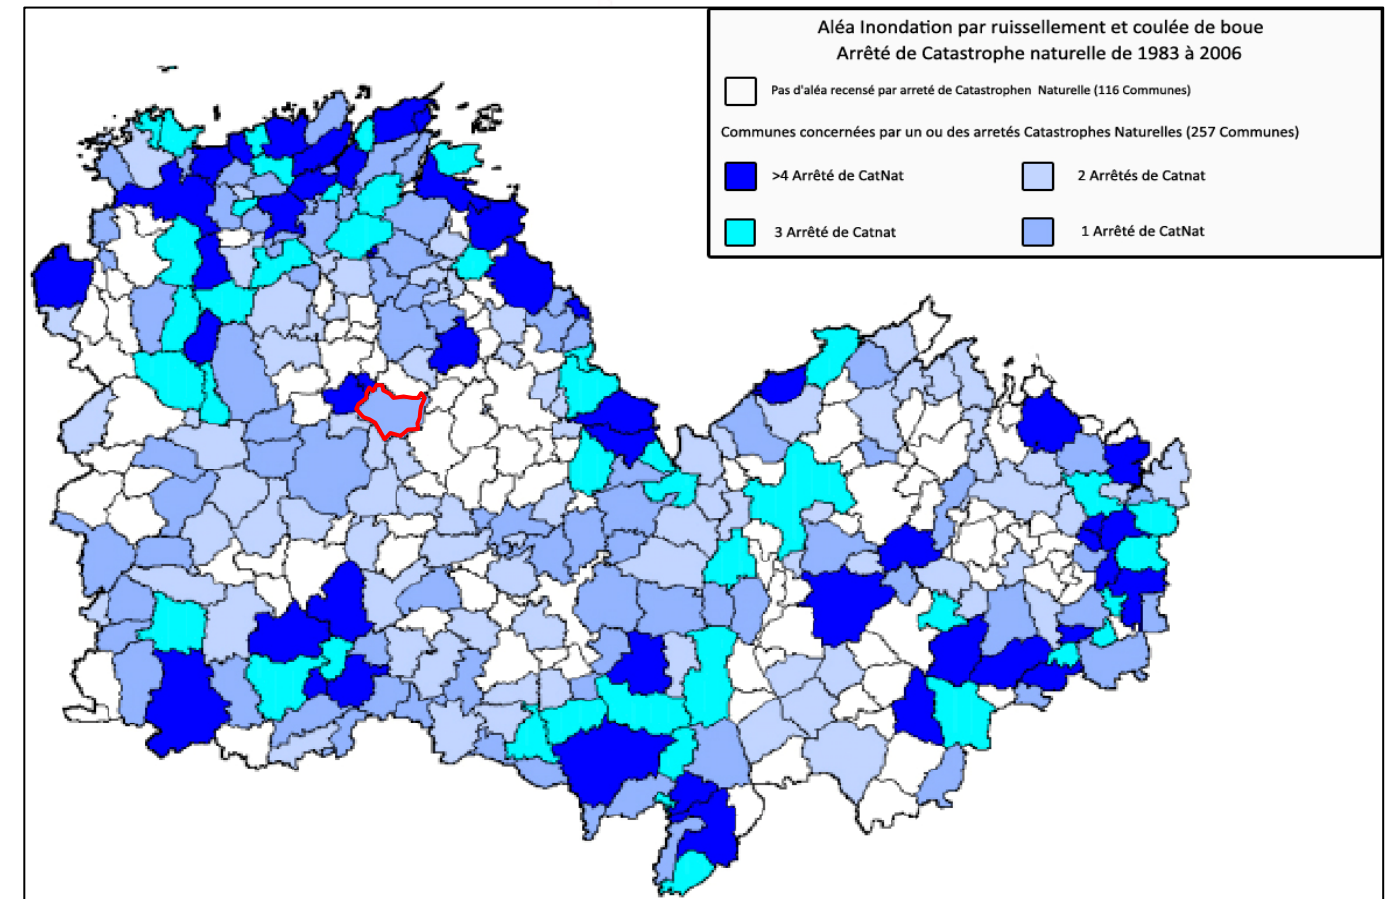 Aléa Inondation par ruissellement et coulée de boue
Arrêté de Catastrophe naturelle de 1983 à 2006
Pas d'aléa recensé par arreté de Catastrophen Naturelle (116 Communes)
Communes concernées par un ou des arretés Catastrophes Naturelles (257 Communes)
>4 Arrêté de CatNat
2 Arrêtés de Catnat
3 Arrêté de Catnat
1 Arrêté de CatNat